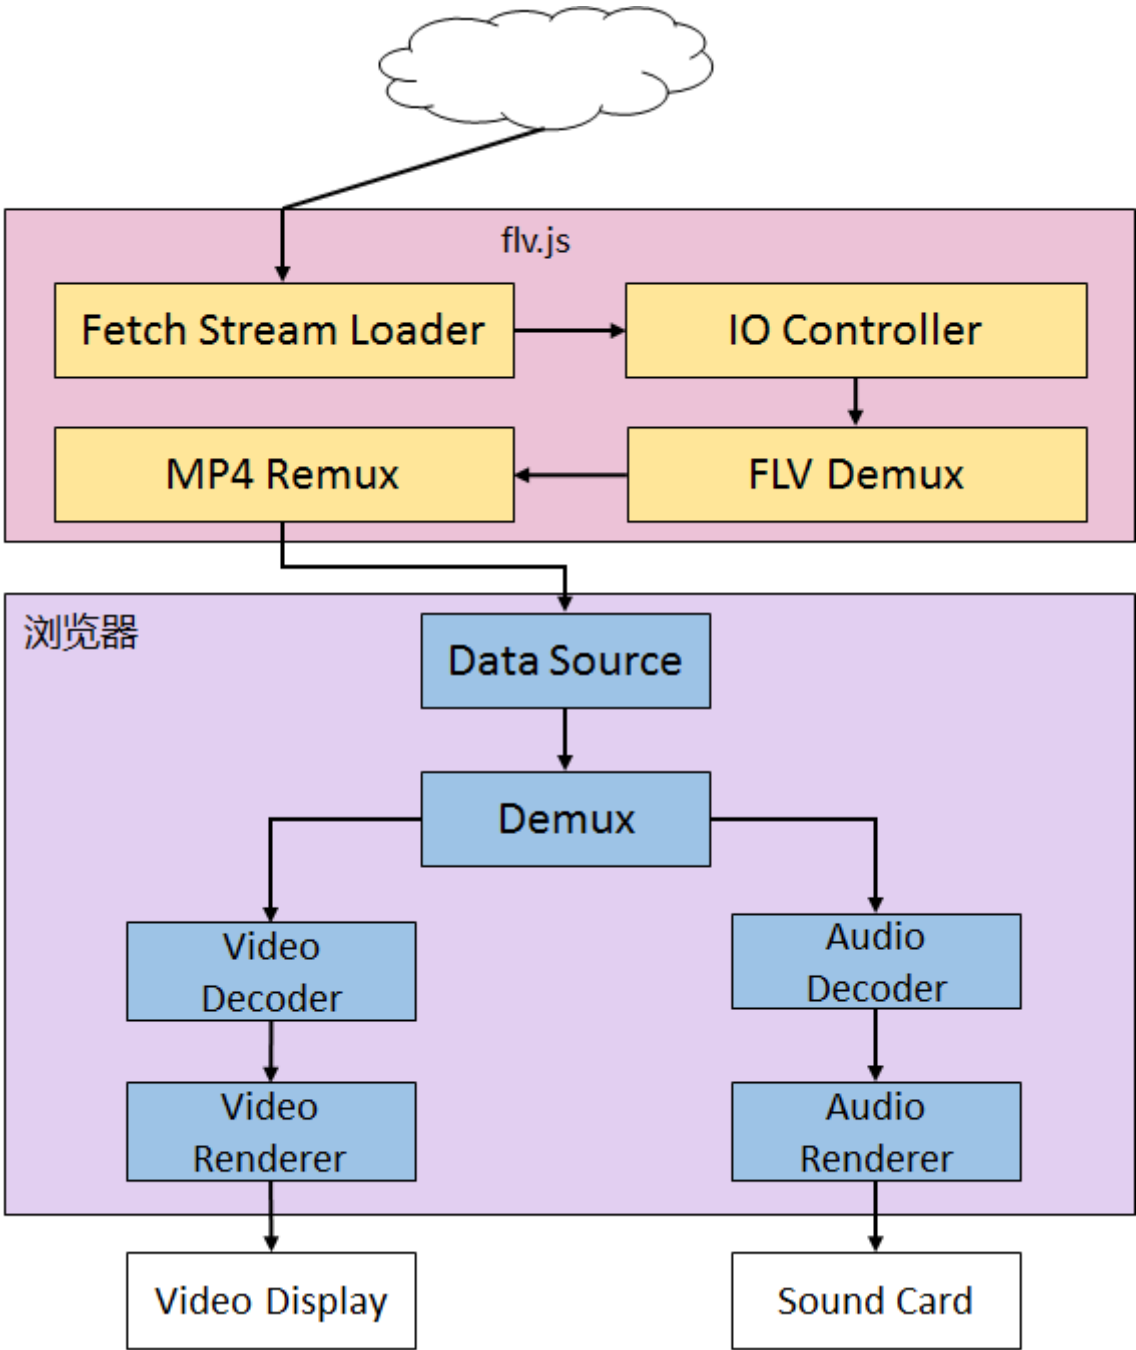 flv.js
Fetch Stream Loader
IO Controller
MP4 Remux
FLV Demux
浏览器
Data Source
Demux
Video
Decoder
Audio
Decoder
Video
Renderer
Audio
Renderer
Video Display
Sound Card